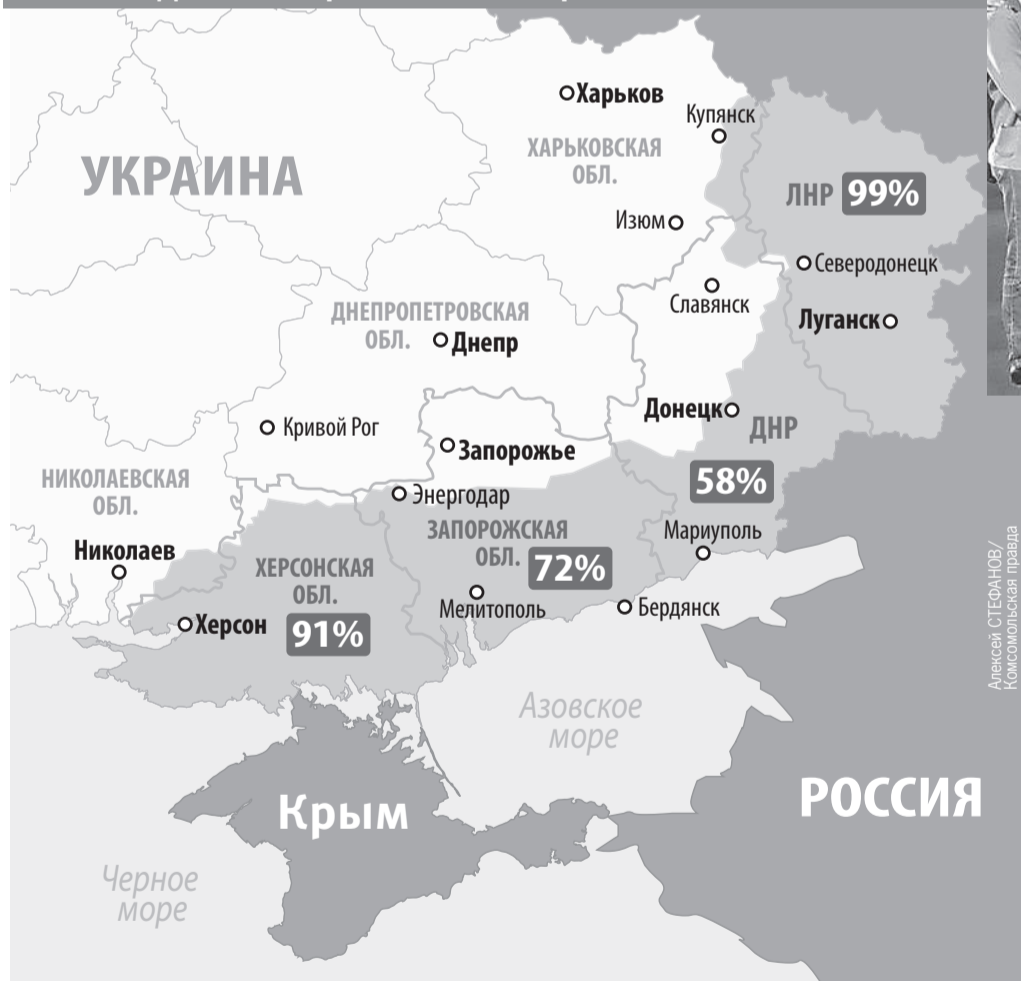 Харьков
Купянск
ХАРЬКОВСКАЯ
ОБЛ.
УКРАИНА
ЛНР 99%
Изюм
Северодонецк
Славянск
ДНЕПРОПЕТРОВСКАЯ
ОБЛ.
Днепр
Луганск
Донецк
ДНР
Кривой Рог
Запорожье
58%
НИКОЛАЕВСКАЯ
ОБЛ.
Энергодар
ЗАПОРОЖСКАЯ
ОБЛ. 72%
Мариуполь
Николаев
ХЕРСОНСКАЯ
ОБЛ.
91%
Мелитополь
Бердянск
Херсон
Азовское
море
Крым
РОССИЯ
Черное
море
Алексей СТЕФАНОВ/
Комсомольская правда